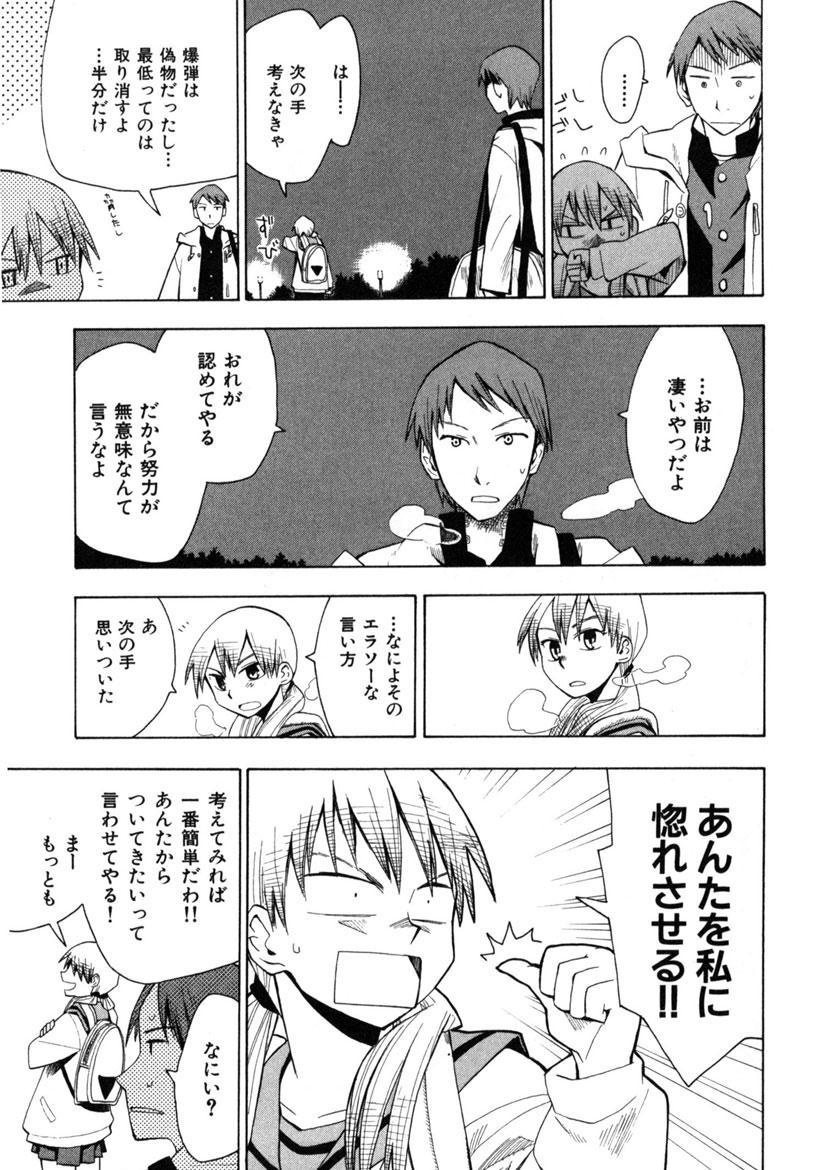 …
はー…
次の手
考えなきゃ
ずび
爆弾は
偽物だったし…
最低ってのは
取り消すよ
…半分だけ
…お前は
凄いやつだよ
おれが
認めてやる
だから努力が
無意味なんて
言うなよ
…なによその
エラソーな
言い方
あ
次の手
思いついた
あんたを私に
惚れさせる!!
考えてみれば
一番簡単だわ!!
あんたから
ついてきたいって
言わせてやる!
なにい?
まー
もっとも